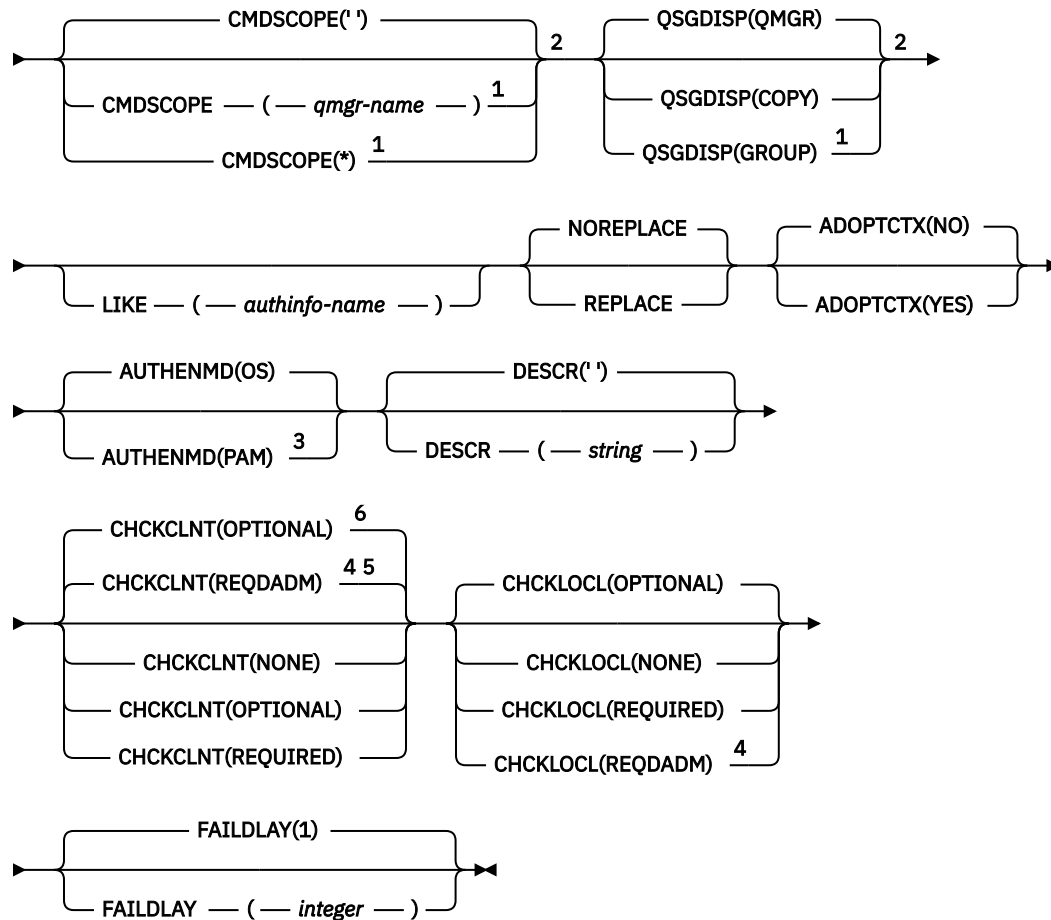 CMDSCOPE(' ')
2
QSGDISP(QMGR)
2
CMDSCOPE ( qmgr-name ) 1
QSGDISP(COPY)
CMDSCOPE(*) 1
QSGDISP(GROUP) 1
NOREPLACE
ADOPTCTX(NO)
LIKE ( authinfo-name )
REPLACE
ADOPTCTX(YES)
AUTHENMD(OS)
DESCR(' ')
AUTHENMD(PAM) 3
DESCR ( string )
CHCKCLNT(OPTIONAL) 6
CHCKCLNT(REQDADM) 4 5
CHCKLOCL(OPTIONAL)
CHCKCLNT(NONE)
CHCKLOCL(NONE)
CHCKCLNT(OPTIONAL)
CHCKLOCL(REQUIRED)
CHCKCLNT(REQUIRED)
CHCKLOCL(REQDADM) 4
FAILDLAY(1)
FAILDLAY ( integer )